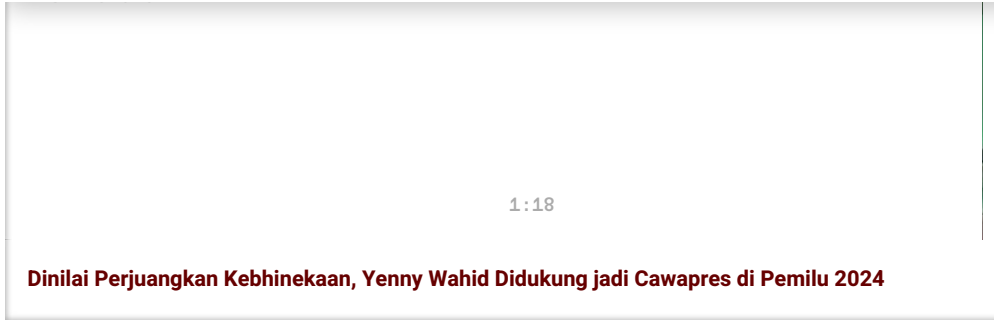 1:18
Dinilai Perjuangkan Kebhinekaan, Yenny Wahid Didukung jadi Cawapres di Pemilu 2024